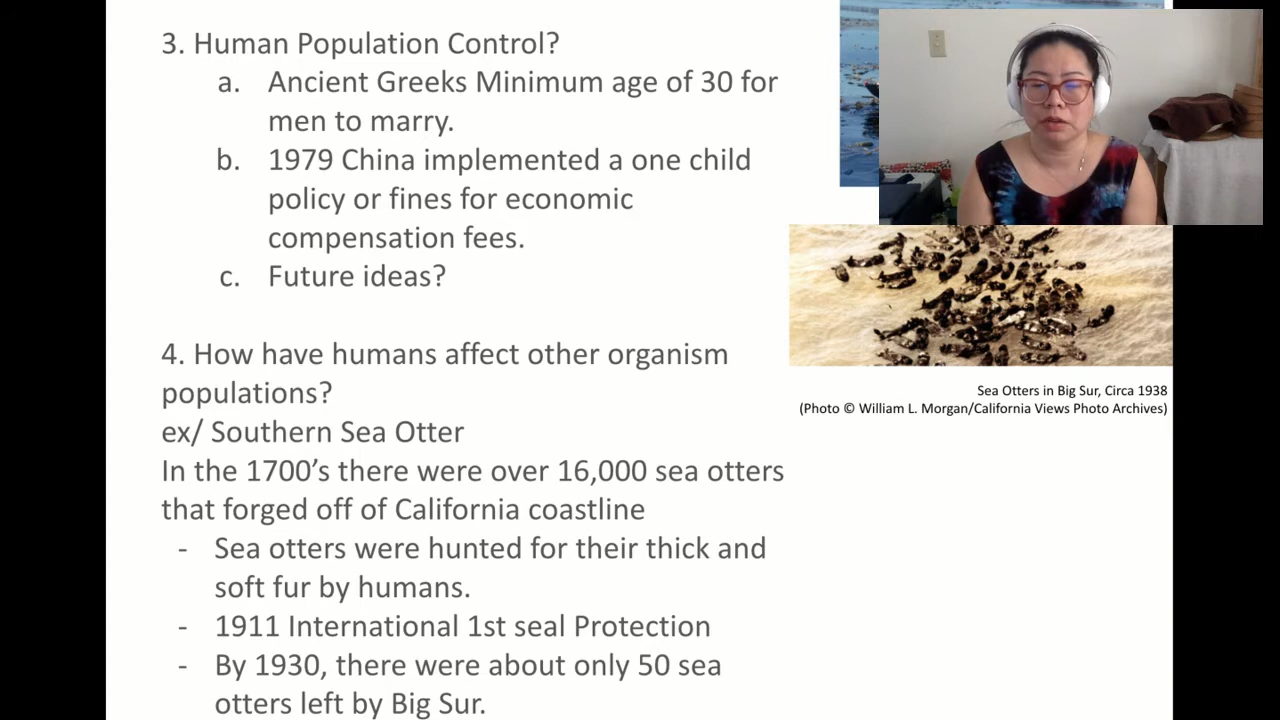 3. Human Population Control?
a. Ancient Greeks Minimum age of 30 for
men to marry.
b. 1979 China implemented a one child
policy or fines for economic
compensation fees.
c. Future ideas?
4. How have humans affect other organism
populations?
ex/ Southern Sea Otter
In the 1700’s there were over 16,000 sea otters
that forged off of California coastline
- Sea otters were hunted for their thick and
soft fur by humans.
- 1911 International 1st seal Protection
- By 1930, there were about only 50 sea
otters left by Big Sur.
Sea Otters in Big Sur, Circa 1938
(Photo © William L. Morgan/California Views Photo Archives)